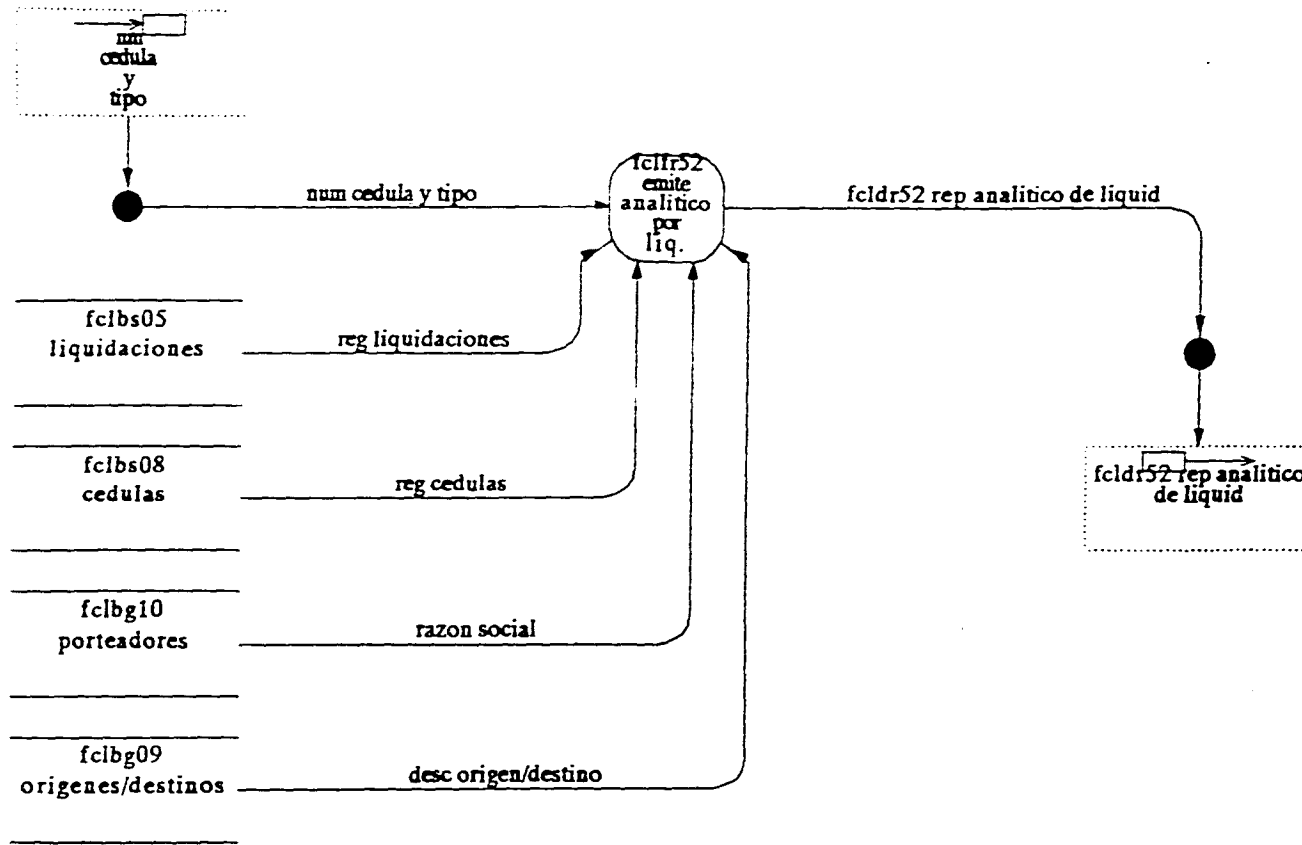 num
cedula
y
tipo
num cedula y tipo
fclfr52
emite
analitico
por
liq.
fcldr52 rep analitico de liquid
fclbs05
liquidaciones
reg liquidaciones
fclbs08
cedulas
reg cedulas
fcldr52 rep analitico
de liquid
fclbg10
porteadores
razon social
fclbg09
origenes/destinos
desc origen/destino